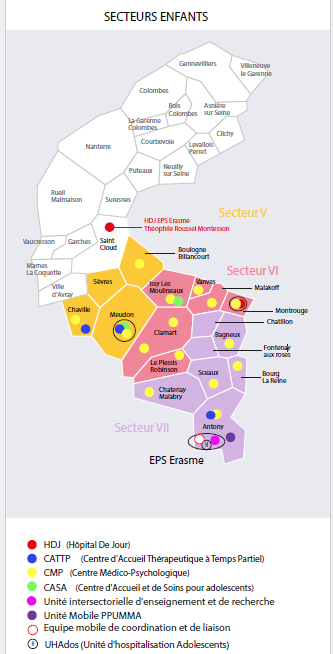 SECTEURS ENFANTS
Gennevilliers
Villeneuve
le Garenne
Colombes
Bois
Colombes
Asnière
sur Seine
La Garenne
Colombes
Clichy
Nanterre
Courbevoie
Levallois
Perret
Puteaux
Neuilly
sur Seine
Rueil
Malmaison
Suresnes
HDJ EPS Erasme
Théophile Roussel Montesson
Secteur V
Vaucresson
Garches
Saint
Cloud
Boulogne
Billancourt
Marnes
La Coquette
Secteur VI
Ville
d'Avray
Sèvres
Issy Les
Moulineaux
Vanves
Malakoff
Chaville
Meudon
Montrouge
Chatillon
Clamart
Bagneux
Fontenay
aux roses
Le Plessis
Robinson
Sceaux
Bourg
La Reine
Chatenay
Malabry
Secteur VII
Antony
H
EPS Erasme
HDJ (Hôpital De Jour)
CATTP (Centre d'Accueil Thérapeutique à Temps Partiel)
CMP (Centre Médico-Psychologique)
CASA (Centre d'Accueil et de Soins pour adolescents)
Unité intersectorielle d'enseignement et de recherche
Unité Mobile PPUMMA
Equipe mobile de coordination et de liaison
H UHAdos (Unité d'hospitalisation Adolescents)